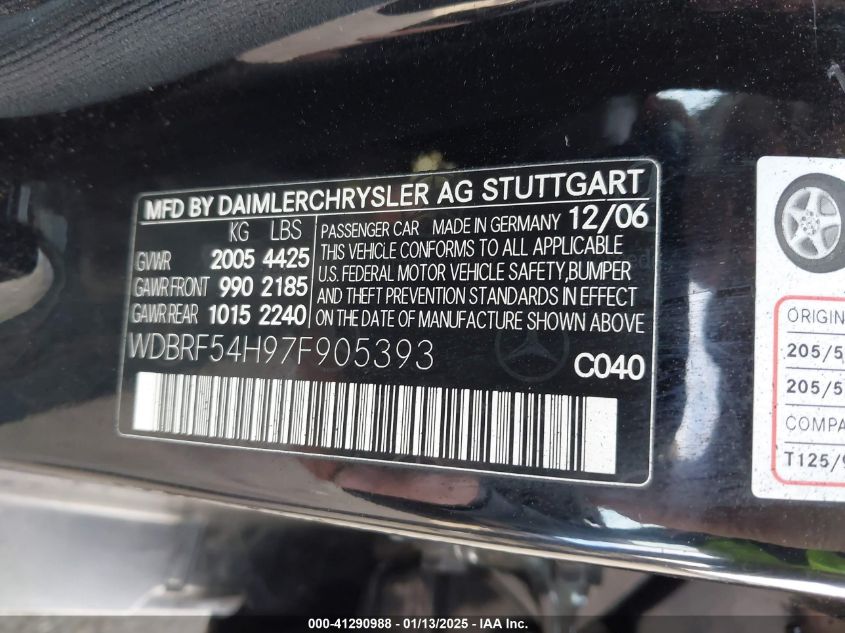 MFD BY DAIMLERCHRYSLER AG STUTTGART
KG LBS
GVWR 2005 4425
GAWR FRONT 990 2185
GAWR REAR 1015 2240
PASSENGER CAR MADE IN GERMANY 12/06
THIS VEHICLE CONFORMS TO ALL APPLICABLE
U.S. FEDERAL MOTOR VEHICLE SAFETY,BUMPER
AND THEFT PREVENTION STANDARDS IN EFFECT
ON THE DATE OF MANUFACTURE SHOWN ABOVE
WDBRF54H97F905393
C040
ORIGIN
205/5
205/5
COMPA
T125/9
000-41290988 - 01/13/2025 - IAA Inc.